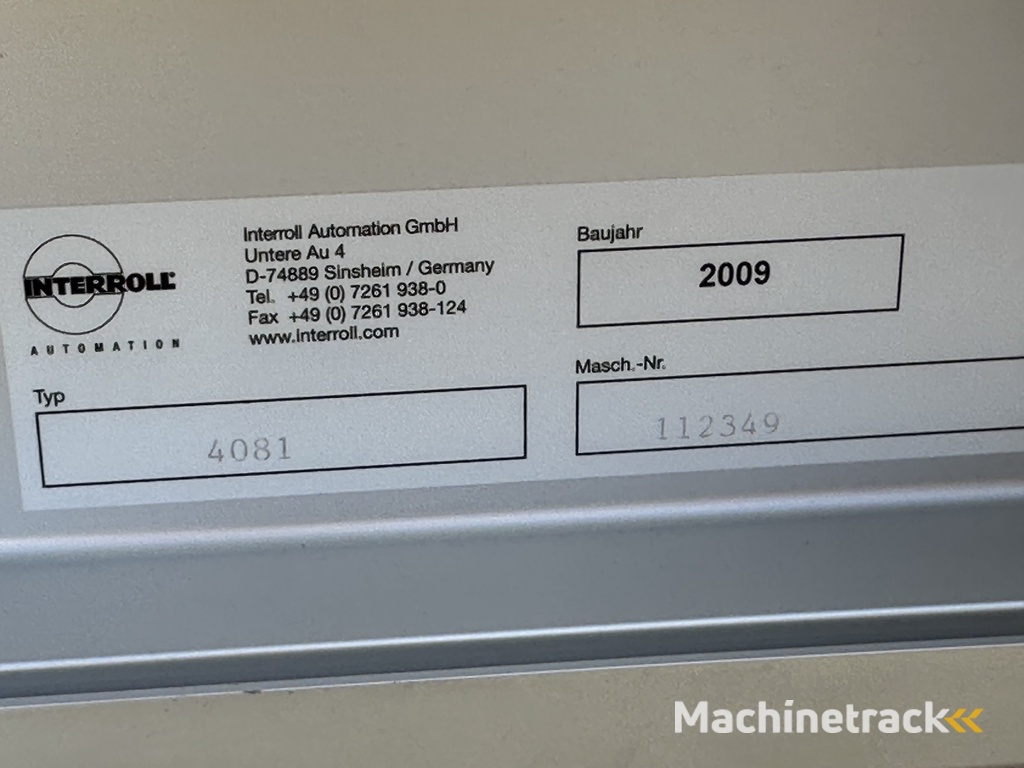 INTERROLL
AUTOMATION
Interroll Automation GmbH
Untere Au 4
D-74889 Sinsheim / Germany
Tel. +49 (0) 7261 938-0
Fax +49 (0) 7261 938-124
www.interroll.com
Baujahr
2009
Typ
4081
Masch.-Nr.
112349
Machinetrack